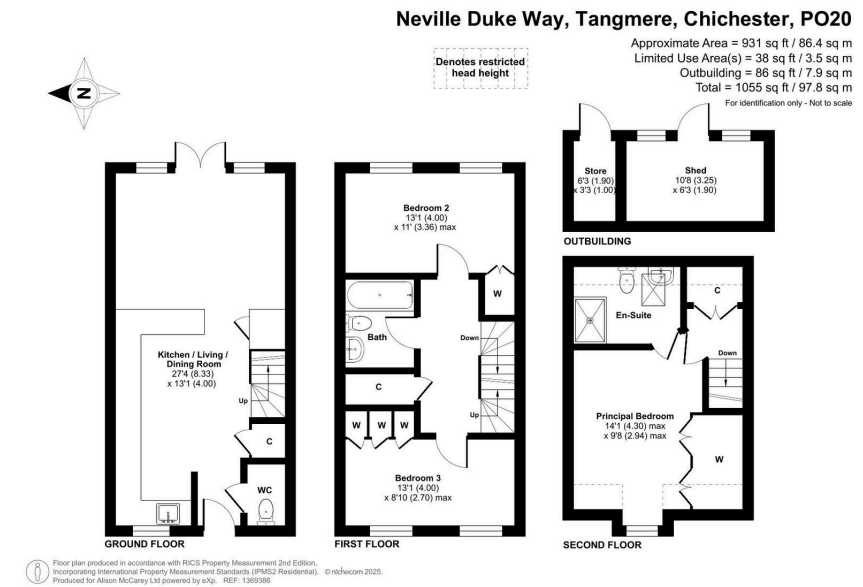 Neville Duke Way, Tangmere, Chichester, PO20
Approximate Area = 931 sq ft / 86.4 sq m
Limited Use Area(s) = 38 sq ft / 3.5 sq m
Outbuilding = 86 sq ft / 7.9 sq m
Total = 1055 sq ft / 97.8 sq m
For identification only - Not to scale
Denotes restricted
head height
N
Kitchen / Living /
Dining Room
27'4 (8.33)
x 13'1 (4.00)
Up
C
WC
GROUND FLOOR
Bedroom 2
13'1 (4.00)
x 11' (3.36) max
W
Bath
Down
C
Up
W
W
W
Bedroom 3
13'1 (4.00)
x 8'10 (2.70) max
FIRST FLOOR
Store
6'3 (1.90)
x 3'3 (1.00)
Shed
10'8 (3.25)
x 6'3 (1.90)
OUTBUILDING
En-Suite
C
Down
Principal Bedroom
14'1 (4.30) max
x 9'8 (2.94) max
W
SECOND FLOOR
Floor plan produced in accordance with RICS Property Measurement 2nd Edition,
Incorporating International Property Measurement Standards (IPMS2 Residential). © ntchecom 2025.
Produced for Alison McCarey Ltd powered by eXp. REF: 1369386